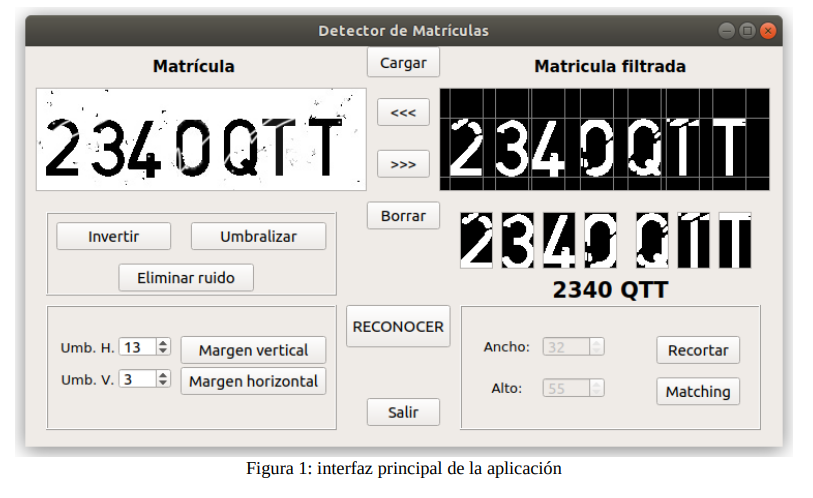 Detector de Matrículas
Matrícula
Cargar
Matricula filtrada
2340QTT
<<<
2340QTT
>>>
Borrar
Invertir
Umbralizar
Eliminar ruido
2340QTT
2340 QTT
RECONOCER
Umb. H. 13
Margen vertical
Umb. V. 3
Margen horizontal
Ancho: 32
Recortar
Alto: 55
Matching
Salir
Figura 1: interfaz principal de la aplicación